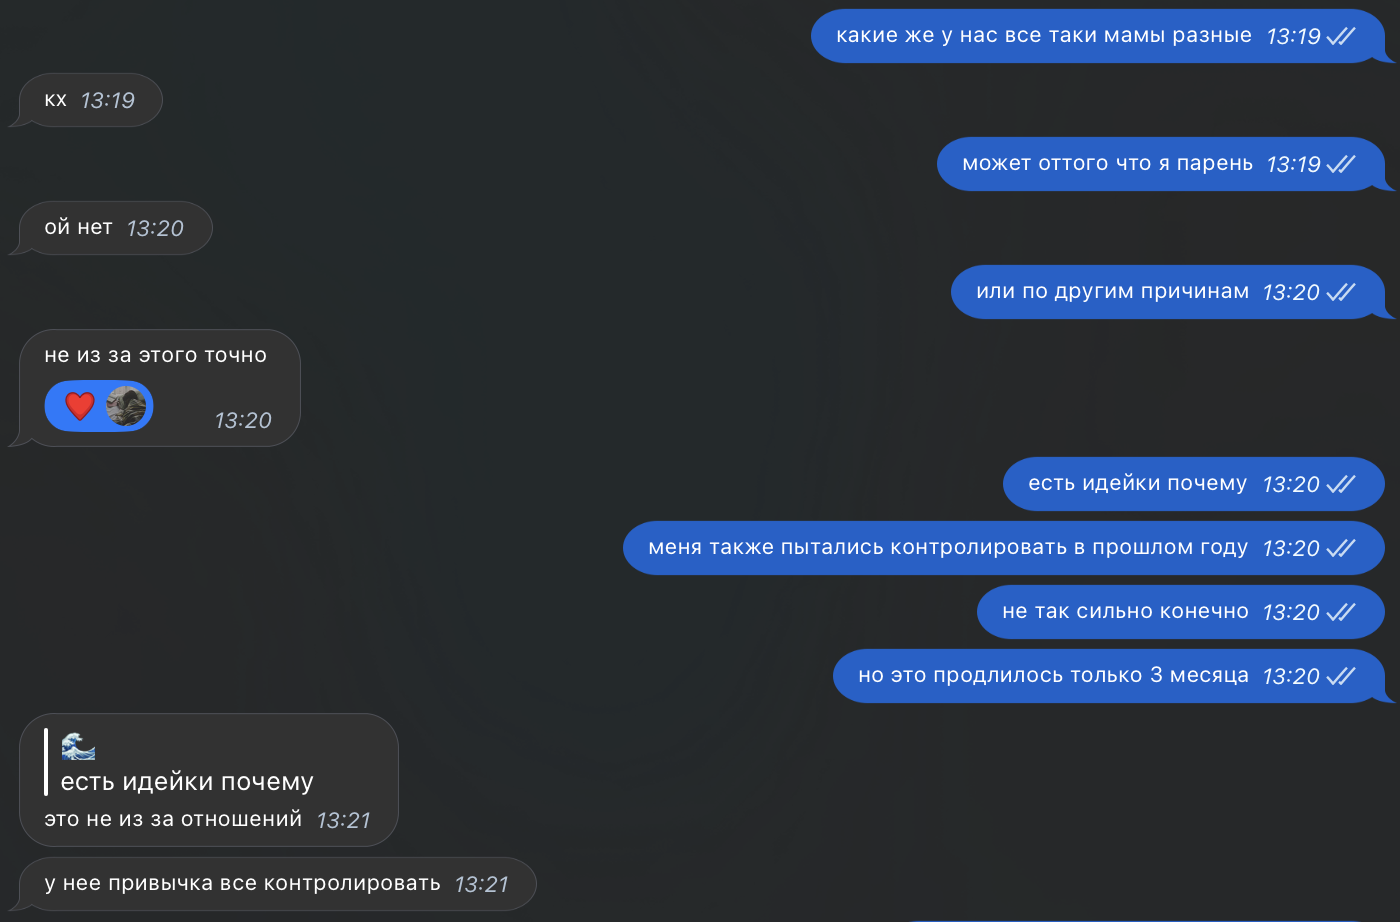 какие же у нас все таки мамы разные 13:19
кх 13:19
может оттого что я парень 13:19
ой нет 13:20
или по другим причинам 13:20
не из за этого точно
13:20
есть идейки почему 13:20
меня также пытались контролировать в прошлом году 13:20
не так сильно конечно 13:20
но это продлилось только 3 месяца 13:20
🌊
есть идейки почему
это не из за отношений 13:21
у нее привычка все контролировать 13:21